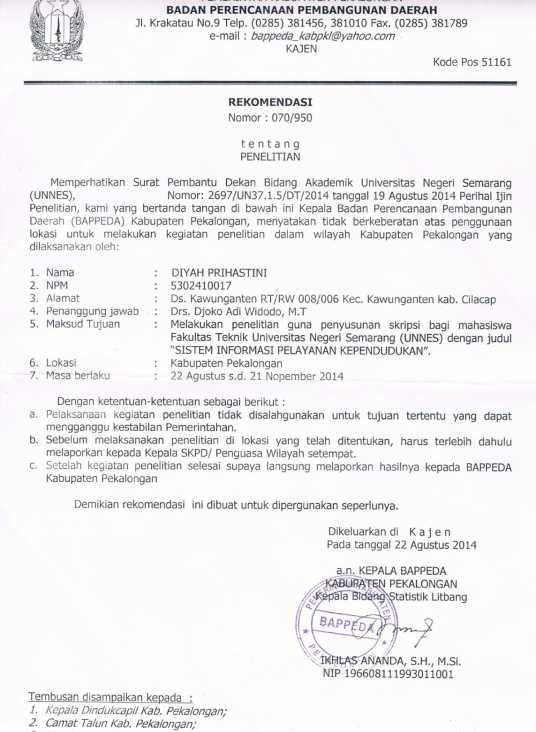 BADAN PERENCANAAN PEMBANGUNAN DAERAH
Jl. Krakatau No.9 Telp. (0285) 381456, 381010 Fax. (0285) 381789
e-mail : bappeda_kabpkl@yahoo.com
KAJEN
Kode Pos 51161
REKOMENDASI
Nomor : 070/950
t e n t a n g
PENELITIAN
Memperhatikan Surat Pembantu Dekan Bidang Akademik Universitas Negeri Semarang
(UNNES), Nomor: 2697/UN37.1.5/DT/2014 tanggal 19 Agustus 2014 Perihal Ijin
Penelitian, kami yang bertanda tangan di bawah ini Kepala Badan Perencanaan Pembangunan
Daerah (BAPPEDA) Kabupaten Pekalongan, menyatakan tidak berkeberatan atas penggunaan
lokasi untuk melakukan kegiatan penelitian dalam wilayah Kabupaten Pekalongan yang
dilaksanakan oleh:
1. Nama : DIYAH PRIHASTINI
2. NPM : 5302410017
3. Alamat : Ds. Kawunganten RT/RW 008/006 Kec. Kawunganten kab. Cilacap
4. Penanggung jawab : Drs. Djoko Adi Widodo, M.T
5. Maksud Tujuan : Melakukan penelitian guna penyusunan skripsi bagi mahasiswa
Fakultas Teknik Universitas Negeri Semarang (UNNES) dengan judul
"SISTEM INFORMASI PELAYANAN KEPENDUDUKAN".
6. Lokasi : Kabupaten Pekalongan
7. Masa berlaku : 22 Agustus s.d. 21 Nopember 2014
Dengan ketentuan-ketentuan sebagai berikut :
a. Pelaksanaan kegiatan penelitian tidak disalahgunakan untuk tujuan tertentu yang dapat
mengganggu kestabilan Pemerintahan.
b. Sebelum melaksanakan penelitian di lokasi yang telah ditentukan, harus terlebih dahulu
melaporkan kepada Kepala SKPD/ Penguasa Wilayah setempat.
c. Setelah kegiatan penelitian selesai supaya langsung melaporkan hasilnya kepada BAPPEDA
Kabupaten Pekalongan
Demikian rekomendasi ini dibuat untuk dipergunakan seperlunya.
Dikeluarkan di K a j e n
Pada tanggal 22 Agustus 2014
a.n. KEPALA BAPPEDA
KABUPATEN PEKALONGAN
Kepala Bidang Statistik Litbang
BAPPEDA
IKHLAS ANANDA, S.H., M.Si.
NIP 196608111993011001
Tembusan disampaikan kepada :
1. Kepala Dindukcapil Kab. Pekalongan;
2. Camat Talun Kab. Pekalongan;